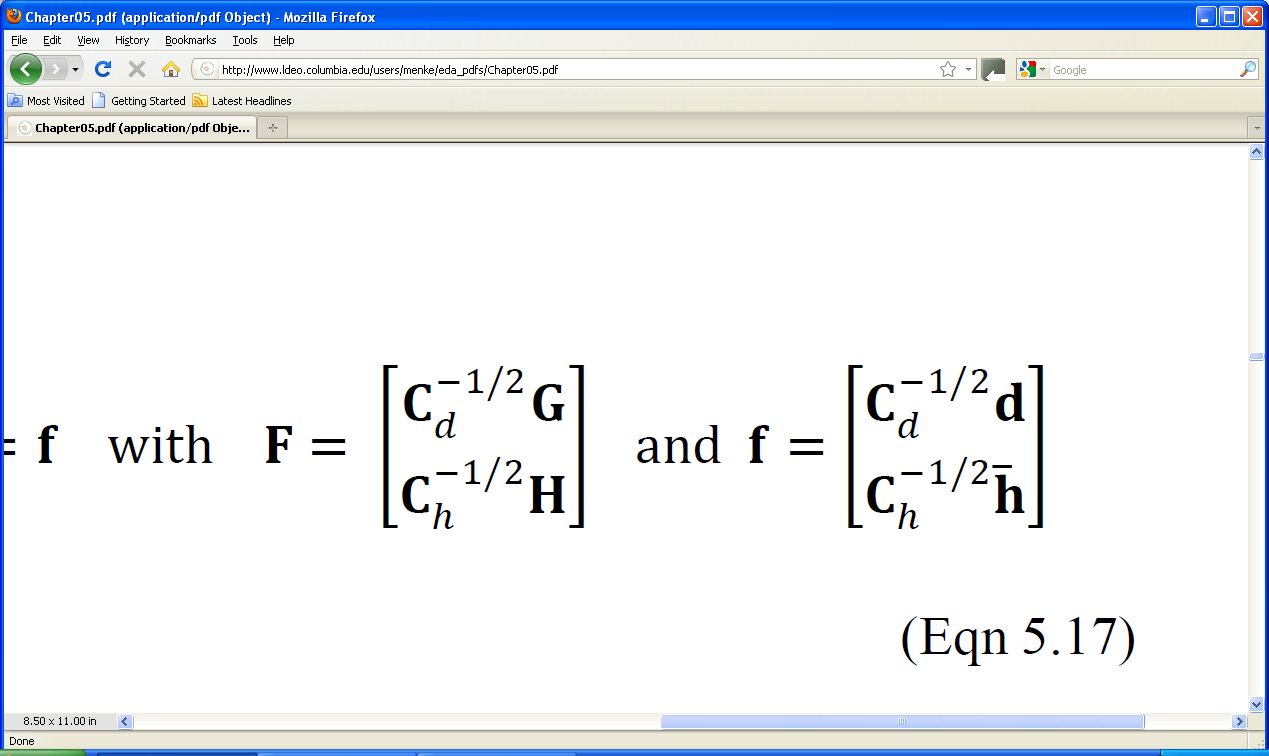 Chapter05.pdf (application/pdf Object) - Mozilla Firefox
File Edit View History Bookmarks Tools Help
http://www.ldeo.columbia.edu/users/menke/eda_pdfs/Chapter05.pdf Google
Most Visited Getting Started Latest Headlines
Chapter05.pdf (application/pdf Obje...
= f with F = [C_d^{-1/2} G; C_h^{-1/2} H] and f = [C_d^{-1/2} d; C_h^{-1/2} h̄]
(Eqn 5.17)
8.50 x 11.00 in
Done